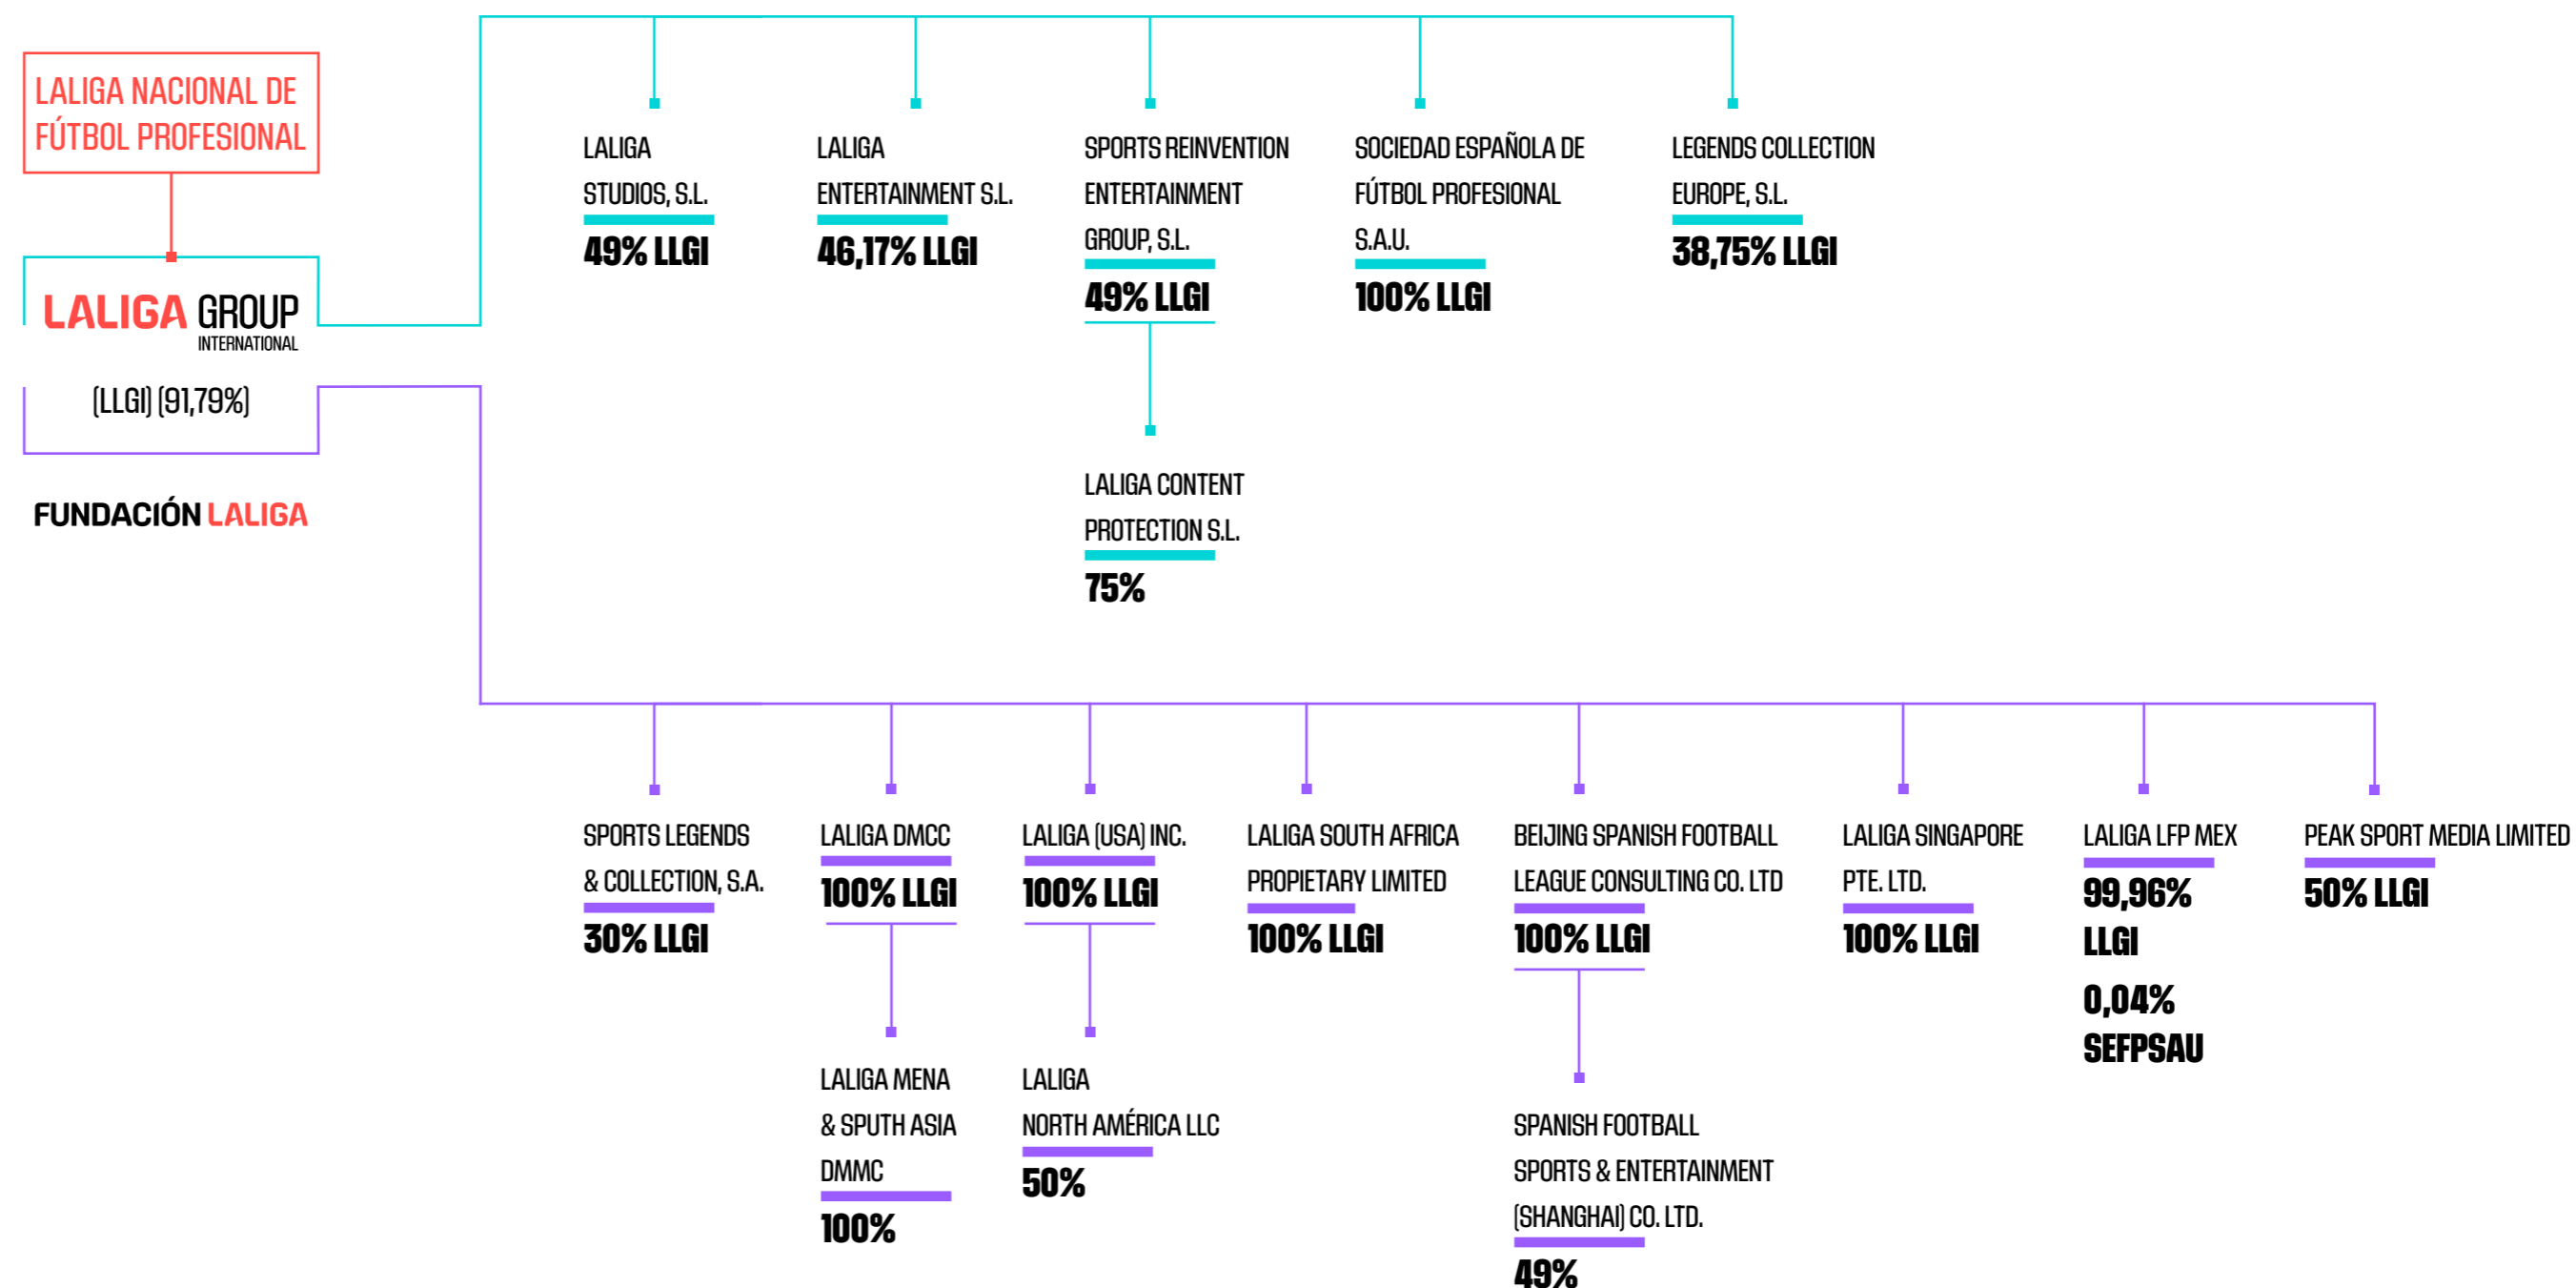 LALIGA NACIONAL DE
FÚTBOL PROFESIONAL
LALIGA GROUP
INTERNATIONAL
(LLGI) (91,79%)
FUNDACIÓN LALIGA
LALIGA
STUDIOS, S.L.
49% LLGI
LALIGA
ENTERTAINMENT S.L.
46,17% LLGI
SPORTS REINVENTION
ENTERTAINMENT
GROUP, S.L.
49% LLGI
LALIGA CONTENT
PROTECTION S.L.
75%
SOCIEDAD ESPAÑOLA DE
FÚTBOL PROFESIONAL
S.A.U.
100% LLGI
LEGENDS COLLECTION
EUROPE, S.L.
38,75% LLGI
SPORTS LEGENDS
& COLLECTION, S.A.
30% LLGI
LALIGA DMCC
100% LLGI
LALIGA MENA
& SPUTH ASIA
DMMC
100%
LALIGA (USA) INC.
100% LLGI
LALIGA
NORTH AMÉRICA LLC
50%
LALIGA SOUTH AFRICA
PROPIETARY LIMITED
100% LLGI
BEIJING SPANISH FOOTBALL
LEAGUE CONSULTING CO. LTD
100% LLGI
SPANISH FOOTBALL
SPORTS & ENTERTAINMENT
(SHANGHAI) CO. LTD.
49%
LALIGA SINGAPORE
PTE. LTD.
100% LLGI
LALIGA LFP MEX
99,96%
LLGI
0,04%
SEFPSAU
PEAK SPORT MEDIA LIMITED
50% LLGI